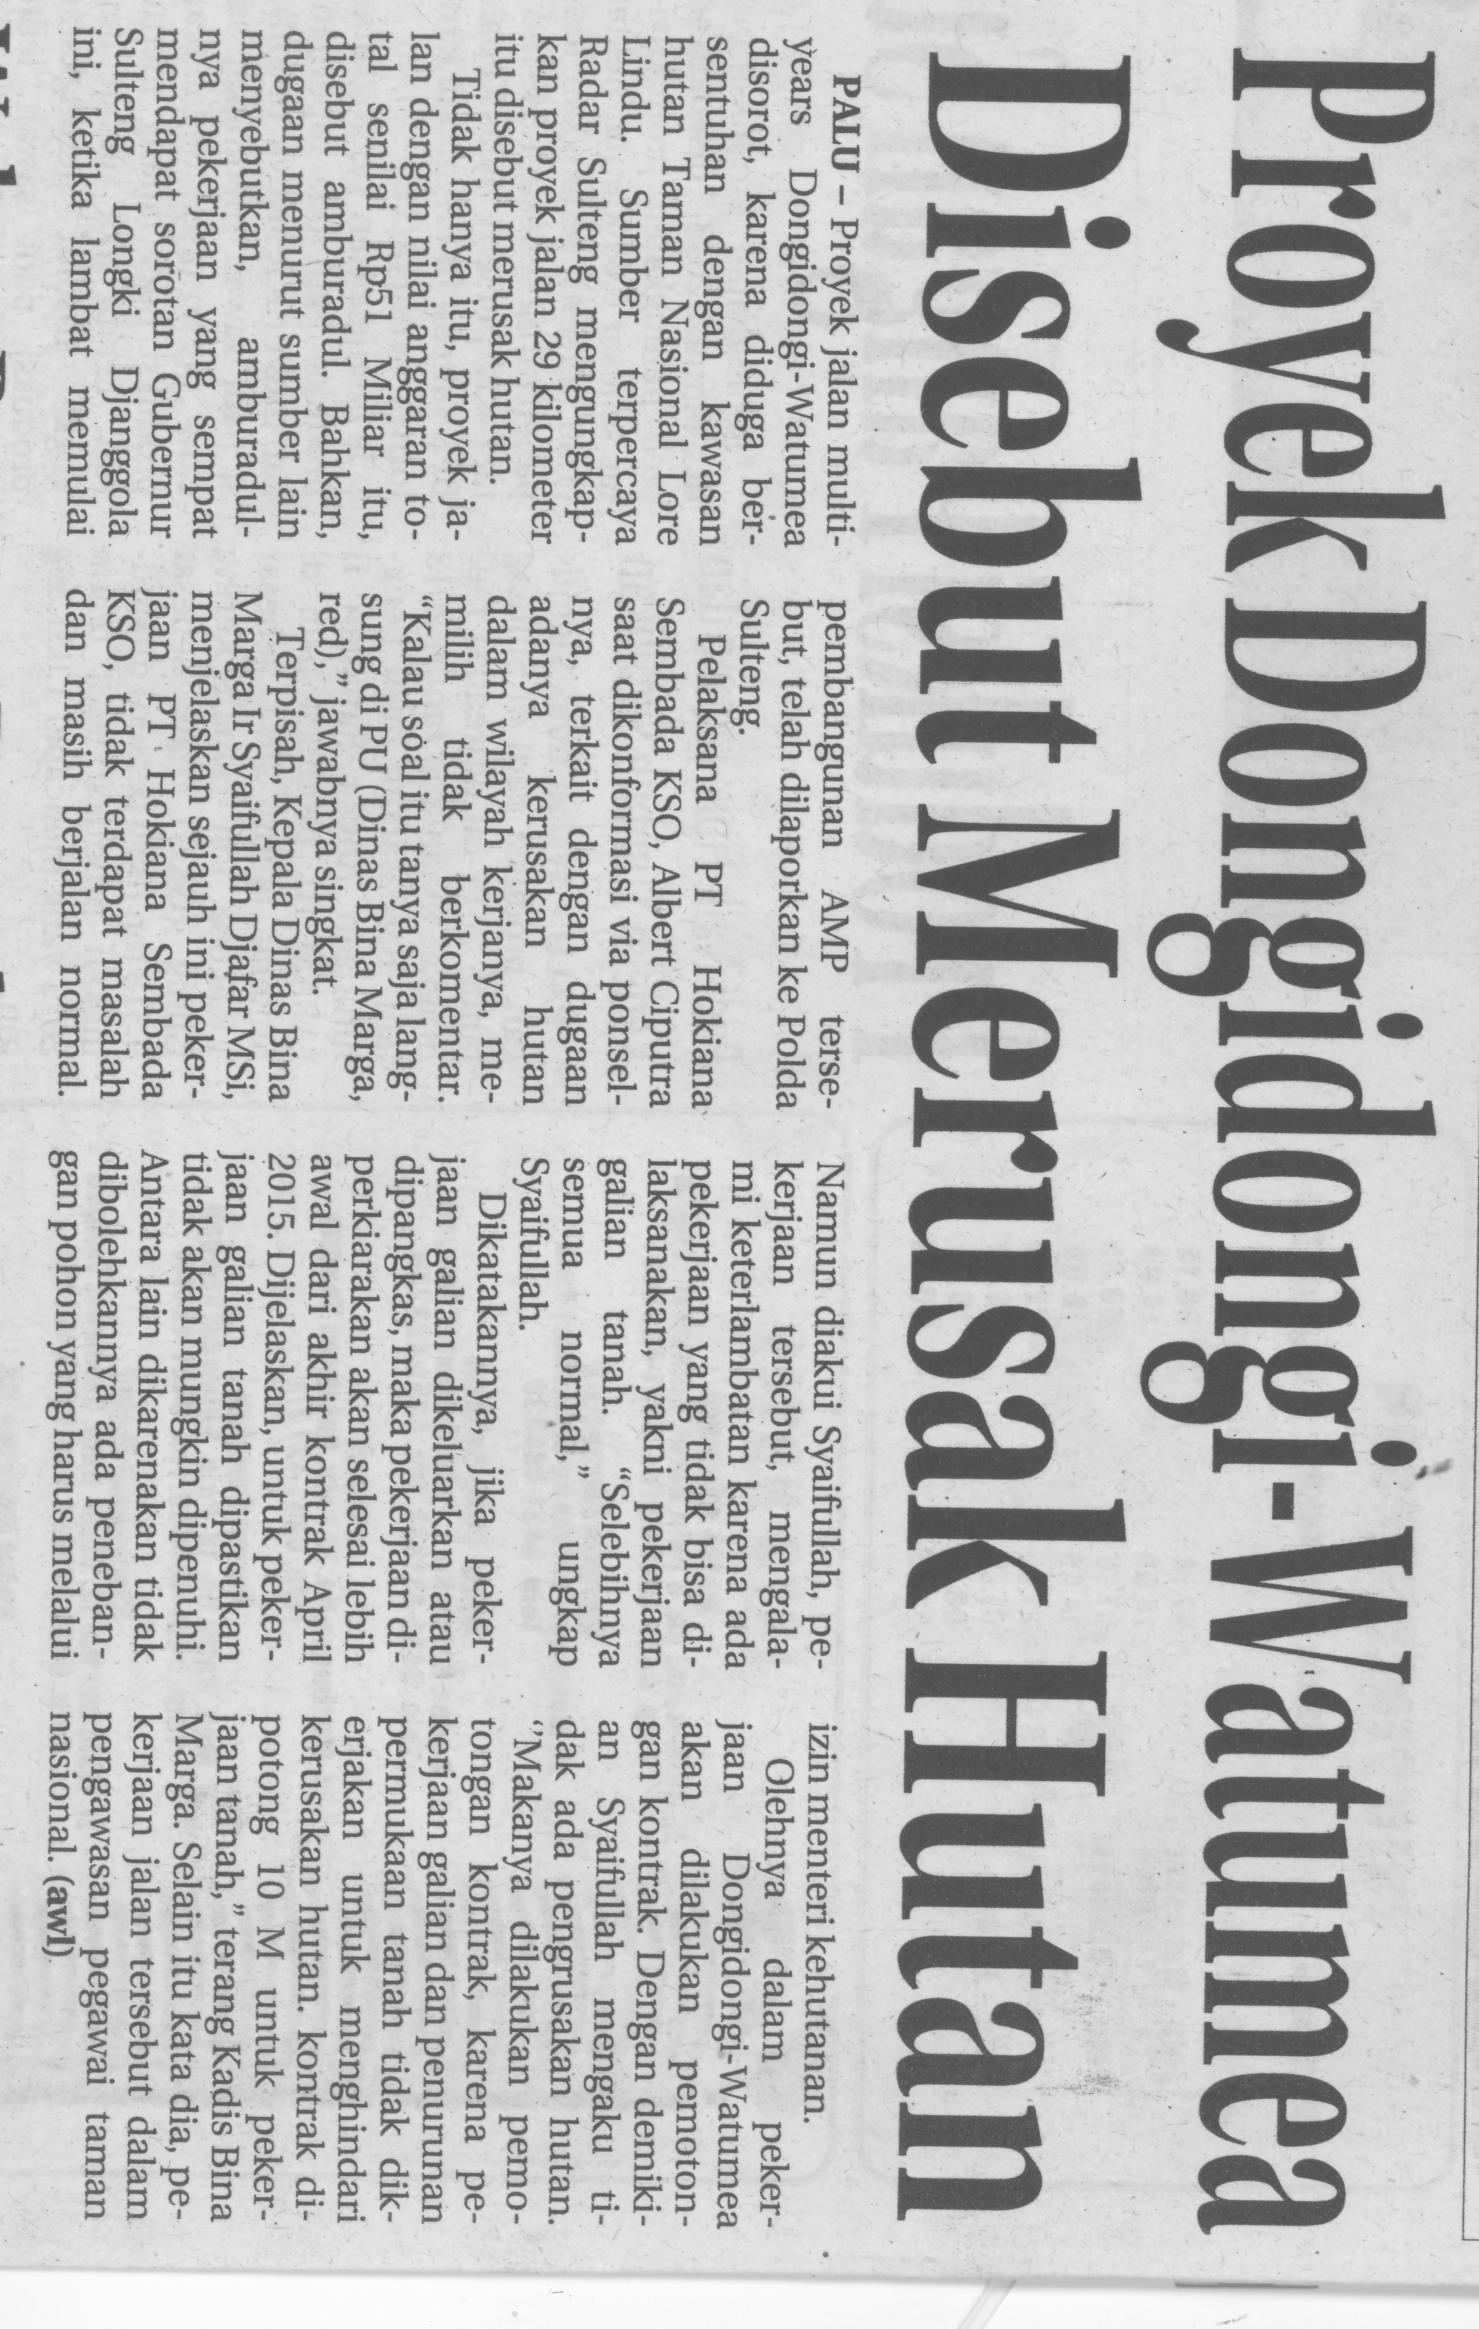 Proyek Dongidongi-Watumea
Disebut Merusak Hutan
PALU – Proyek jalan multi-
years Dongidongi-Watumea
disorot, karena diduga ber-
sentuhan dengan kawasan
hutan Taman Nasional Lore
Lindu. Sumber terpercaya
Radar Sulteng mengungkap-
kan proyek jalan 29 kilometer
itu disebut merusak hutan.
Tidak hanya itu, proyek ja-
lan dengan nilai anggaran to-
tal senilai Rp51 Miliar itu,
disebut amburadul. Bahkan,
dugaan menurut sumber lain
menyebutkan, amburadul-
nya pekerjaan yang sempat
mendapat sorotan Gubernur
Sulteng Longki Djanggola
ini, ketika lambat memulai
pembangunan AMP terse-
but, telah dilaporkan ke Polda
Sulteng.
Pelaksana PT Hokiana
Sembada KSO, Albert Ciputra
saat dikonformasi via ponsel-
nya, terkait dengan dugaan
adanya kerusakan hutan
dalam wilayah kerjanya, me-
milih tidak berkomentar.
“Kalau soal itu tanya saja lang-
sung di PU (Dinas Bina Marga,
red),” jawabnya singkat.
Terpisah, Kepala Dinas Bina
Marga Ir Syaifullah Djafar MSi,
menjelaskan sejauh ini peker-
jaan PT Hokiana Sembada
KSO, tidak terdapat masalah
dan masih berjalan normal.
Namun diakui Syaifullah, pe-
kerjaan tersebut, mengala-
mi keterlambatan karena ada
pekerjaan yang tidak bisa di-
laksanakan, yakni pekerjaan
galian tanah. “Selebihnya
semua normal,” ungkap
Syaifullah.
Dikatakannya, jika peker-
jaan galian dikeluarkan atau
dipangkas, maka pekerjaan di-
perkiarakan akan selesai lebih
awal dari akhir kontrak April
2015. Dijelaskan, untuk peker-
jaan galian tanah dipastikan
tidak akan mungkin dipenuhi.
Antara lain dikarenakan tidak
dibolehkannya ada peneban-
gan pohon yang harus melalui
izin menteri kehutanan.
Olehnya dalam peker-
jaan Dongidongi-Watumea
akan dilakukan pemoton-
gan kontrak. Dengan demiki-
an Syaifullah mengaku ti-
dak ada pengrusakan hutan.
‘’Makanya dilakukan pemo-
tongan kontrak, karena pe-
kerjaan galian dan penurunan
permukaan tanah tidak dik-
erjakan untuk menghindari
kerusakan hutan. kontrak di-
potong 10 M untuk peker-
jaan tanah,” terang Kadis Bina
Marga. Selain itu kata dia, pe-
kerjaan jalan tersebut dalam
pengawasan pegawai taman
nasional. (awl)